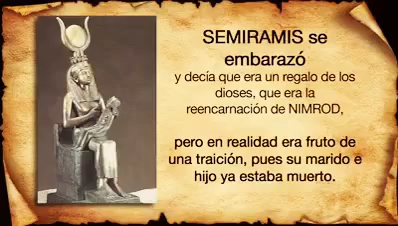 SEMIRAMIS se
embarazó
y decía que era un regalo de los
dioses, que era la
reencarnación de NIMROD,
pero en realidad era fruto de
una traición, pues su marido e
hijo ya estaba muerto.